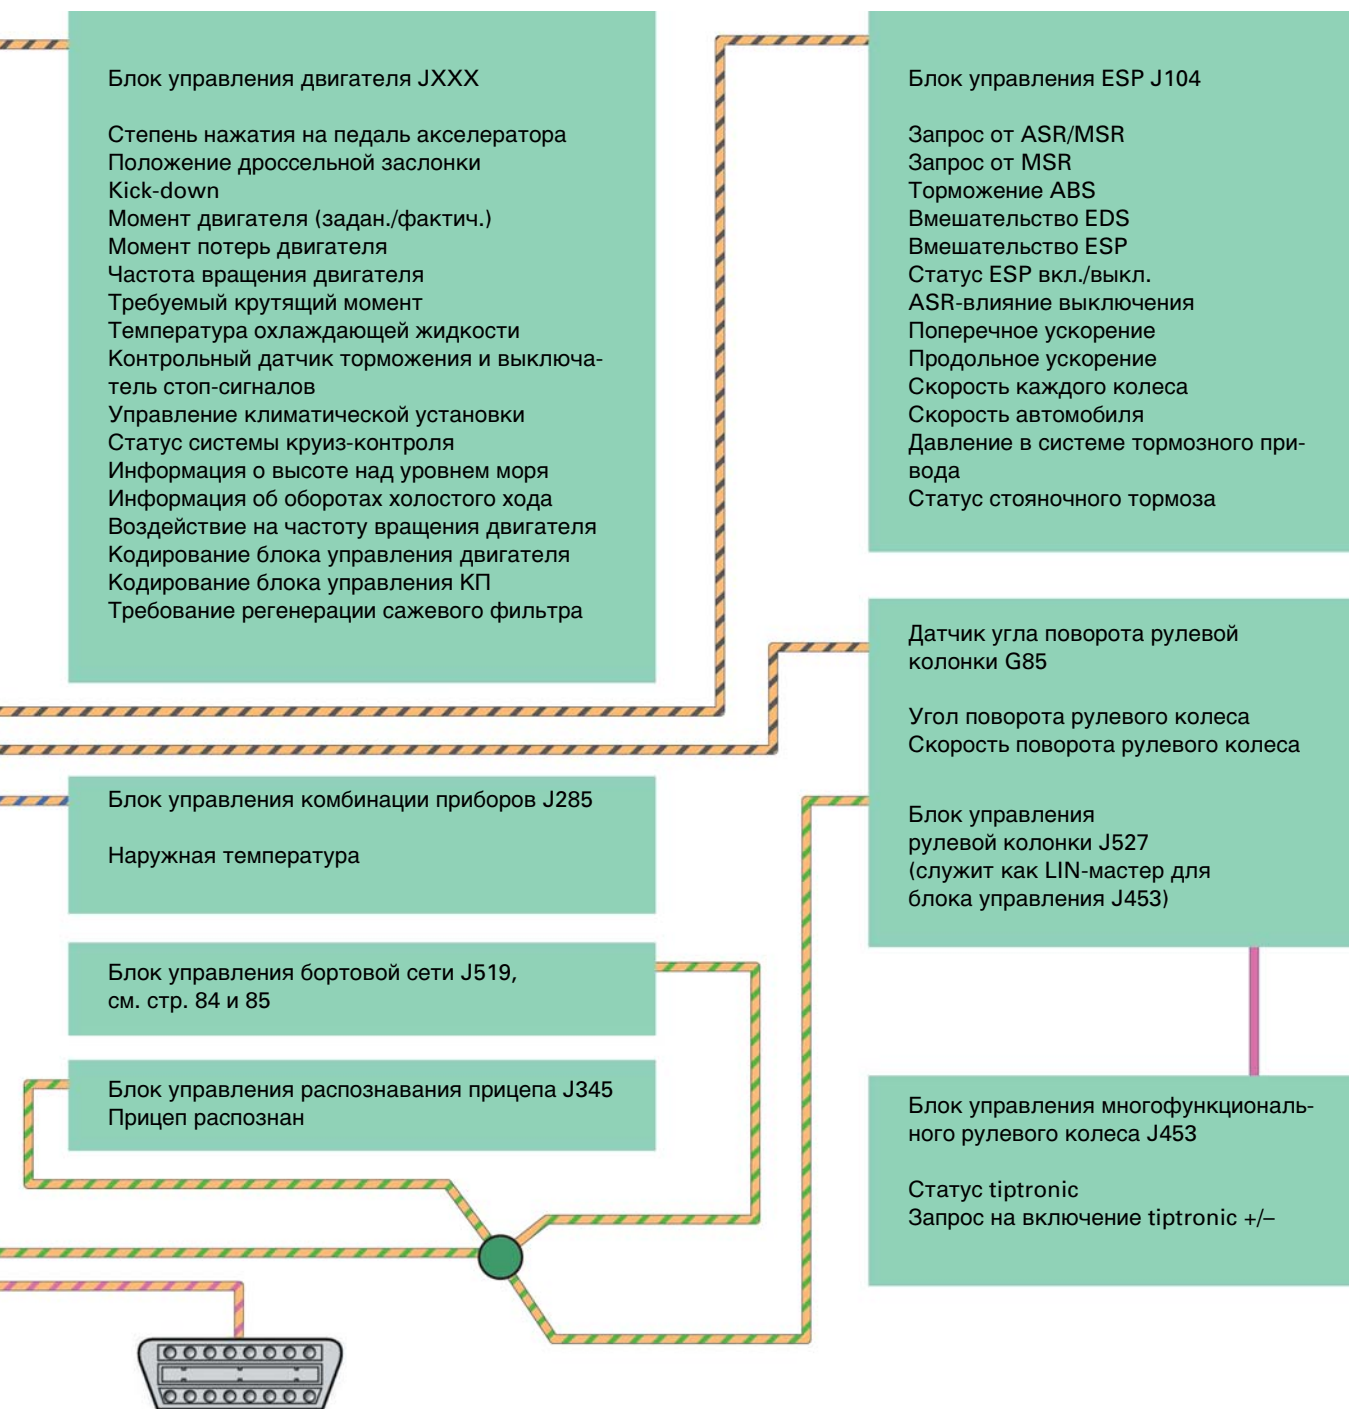 Блок управления двигателя JXXX
Степень нажатия на педаль акселератора
Положение дроссельной заслонки
Kick-down
Момент двигателя (задан./фактич.)
Момент потерь двигателя
Частота вращения двигателя
Требуемый крутящий момент
Температура охлаждающей жидкости
Контрольный датчик торможения и выключа-
тель стоп-сигналов
Управление климатической установки
Статус системы круиз-контроля
Информация о высоте над уровнем моря
Информация об оборотах холостого хода
Воздействие на частоту вращения двигателя
Кодирование блока управления двигателя
Кодирование блока управления КП
Требование регенерации сажевого фильтра
Блок управления комбинации приборов J285
Наружная температура
Блок управления бортовой сети J519,
см. стр. 84 и 85
Блок управления распознавания прицепа J345
Прицеп распознан
Блок управления ESP J104
Запрос от ASR/MSR
Запрос от MSR
Торможение ABS
Вмешательство EDS
Вмешательство ESP
Статус ESP вкл./выкл.
ASR-влияние выключения
Поперечное ускорение
Продольное ускорение
Скорость каждого колеса
Скорость автомобиля
Давление в системе тормозного при-
вода
Статус стояночного тормоза
Датчик угла поворота рулевой
колонки G85
Угол поворота рулевого колеса
Скорость поворота рулевого колеса
Блок управления
рулевой колонки J527
(служит как LIN-мастер для
блока управления J453)
Блок управления многофункциональ-
ного рулевого колеса J453
Статус tiptronic
Запрос на включение tiptronic +/–